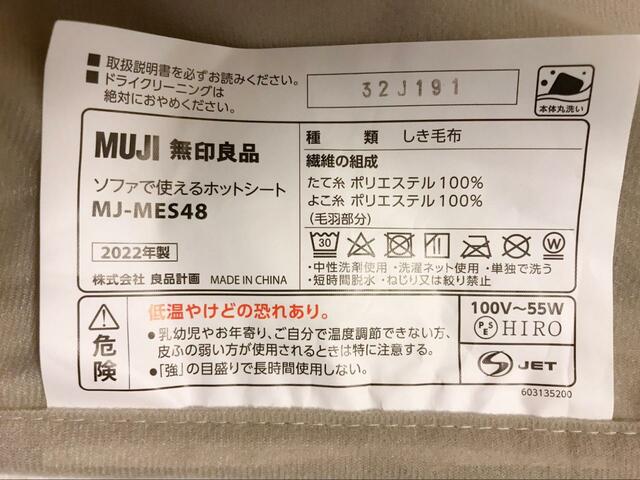 ■ 取扱説明書を必ずお読みください。
■ ドライクリーニングは
絶対におやめください。
32J191
本体丸洗い
MUJI 無印良品
ソファで使えるホットシート
MJ-MES48
2022年製
株式会社 良品計画 MADE IN CHINA
種 類 しき毛布
繊維の組成
たて糸 ポリエステル100%
よこ糸 ポリエステル100%
(毛羽部分)
30
W
・中性洗剤使用・洗濯ネット使用・単独で洗う
・短時間脱水・ねじり又は絞り禁止
危険
低温やけどの恐れあり。
●乳幼児やお年寄り、ご自分で温度調節できない方、
皮ふの弱い方が使用されるときは特に注意する。
●「強」の目盛りで長時間使用しない。
100V～55W
PSE HIRO
S JET
603135200